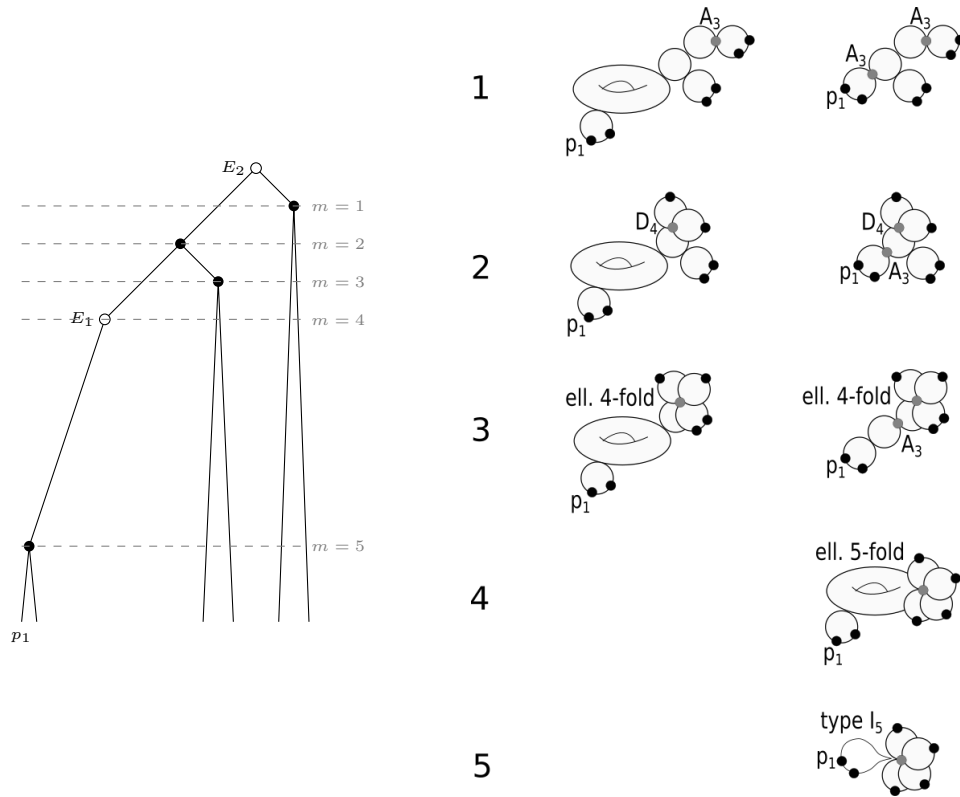 E₂
m = 1
m = 2
m = 3
E₁
m = 4
m = 5
p₁
1
A₃
p₁
A₃
A₃
p₁
2
D₄
p₁
D₄
p₁
A₃
3
ell. 4-fold
p₁
ell. 4-fold
A₃
p₁
4
ell. 5-fold
p₁
5
type I₅
p₁